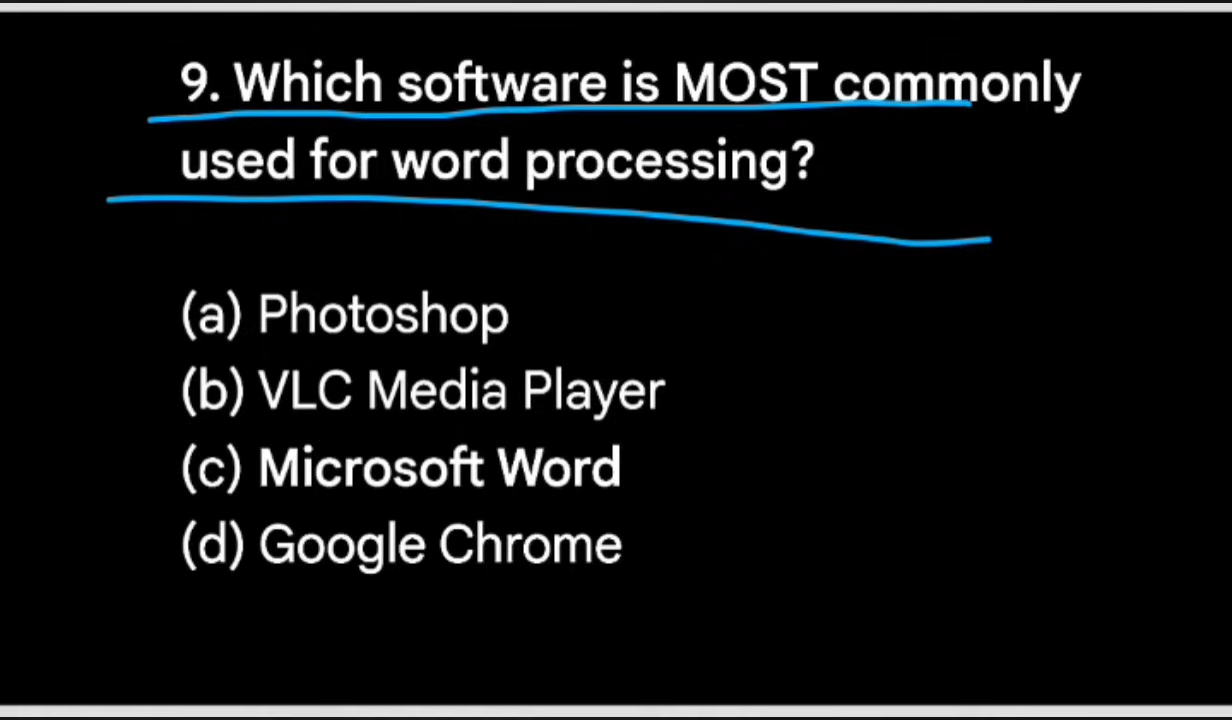 9. Which software is MOST commonly
used for word processing?
(a) Photoshop
(b) VLC Media Player
(c) Microsoft Word
(d) Google Chrome